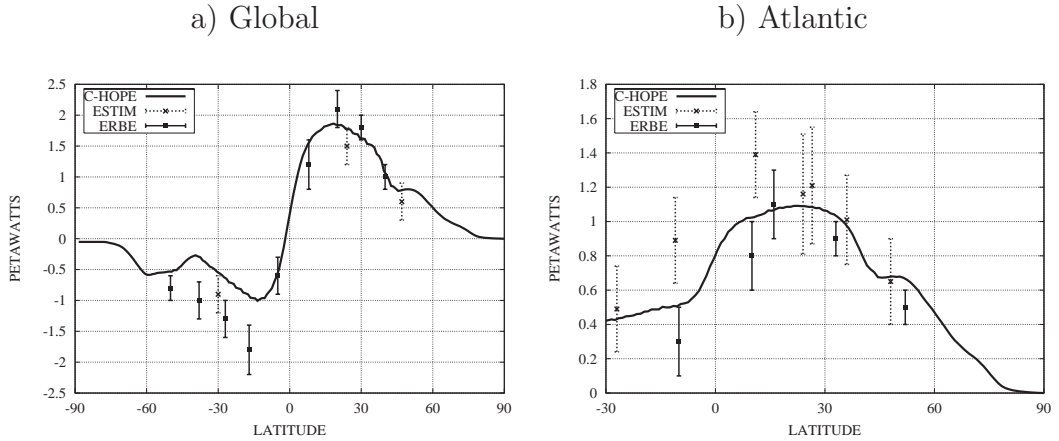 a) Global
b) Atlantic
C-HOPE
ESTIM
ERBE
2.5
2
1.5
1
0.5
0
-0.5
-1
-1.5
-2
-2.5
PETAWATTS
-90
-60
-30
0
30
60
90
LATITUDE
C-HOPE
ESTIM
ERBE
1.8
1.6
1.4
1.2
1
0.8
0.6
0.4
0.2
0
PETAWATTS
-30
0
30
60
90
LATITUDE